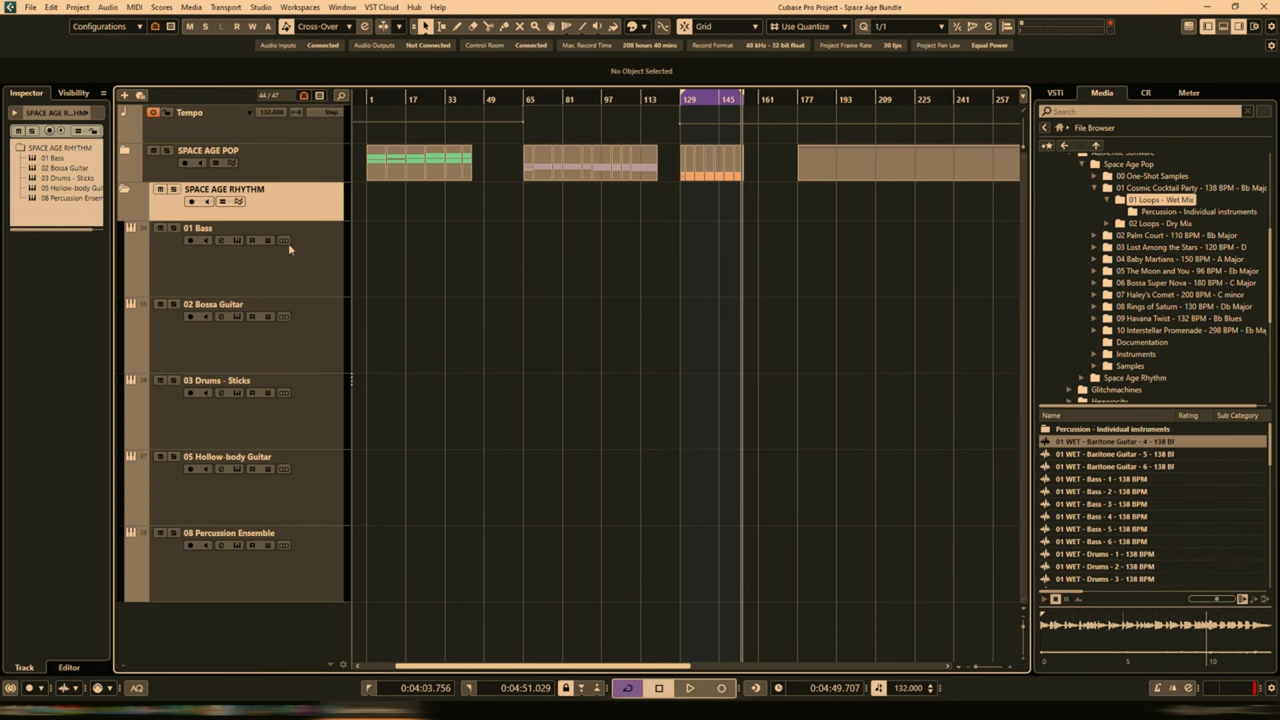 File Edit Project Audio MIDI Scores Media Transport Studio Workspaces Window VST Cloud Hub Help
Cubase Pro Project - Space Age Bundle
Configurations M S L R W A Cross-Over Grid Use Quantize Q 1/1
Audio Inputs Connected Audio Outputs Not Connected Control Room Connected Max. Record Time 208 hours 40 mins Record Format 48 kHz - 32 bit float Project Frame Rate 30 fps Project Pan Law Equal Power
No Object Selected
Inspector Visibility
44 / 47
1 17 33 49 65 81 97 113 129 145 161 177 193 209 225 241 257
VSTi Media CR Meter
SPACE AGE R...HM
Tempo 132.000 Step
Search
File Browser
M S
SPACE AGE RHYTHM
01 Bass
02 Bossa Guitar
03 Drums - Sticks
05 Hollow-body Gui
08 Percussion Ensem
SPACE AGE POP
M S SPACE AGE RHYTHM
34 M S 01 Bass
35 M S 02 Bossa Guitar
36 M S 03 Drums - Sticks
37 M S 05 Hollow-body Guitar
38 M S 08 Percussion Ensemble
Space Age Pop
00 One-Shot Samples
01 Cosmic Cocktail Party - 138 BPM - Bb Majo
01 Loops - Wet Mix
Percussion - Individual instruments
02 Loops - Dry Mix
02 Palm Court - 110 BPM - Bb Major
03 Lost Among the Stars - 120 BPM - D
04 Baby Martians - 150 BPM - A Major
05 The Moon and You - 96 BPM - Eb Majo
06 Bossa Super Nova - 180 BPM - C Major
07 Haley's Comet - 200 BPM - C minor
08 Rings of Saturn - 130 BPM - Db Major
09 Havana Twist - 132 BPM - Bb Blues
10 Interstellar Promenade - 298 BPM - Eb Ma
Documentation
Instruments
Samples
Space Age Rhythm
Glitchmachines
Name Rating Sub Category
Percussion - Individual instruments
01 WET - Baritone Guitar - 4 - 138 B
01 WET - Baritone Guitar - 5 - 138 B
01 WET - Baritone Guitar - 6 - 138 B
01 WET - Bass - 1 - 138 BPM
01 WET - Bass - 2 - 138 BPM
01 WET - Bass - 3 - 138 BPM
01 WET - Bass - 4 - 138 BPM
01 WET - Bass - 5 - 138 BPM
01 WET - Bass - 6 - 138 BPM
01 WET - Drums - 1 - 138 BPM
01 WET - Drums - 2 - 138 BPM
01 WET - Drums - 3 - 138 BPM
0 5 10
Track Editor
AQ 0:04:03.756 0:04:51.029 0:04:49.707 132.000